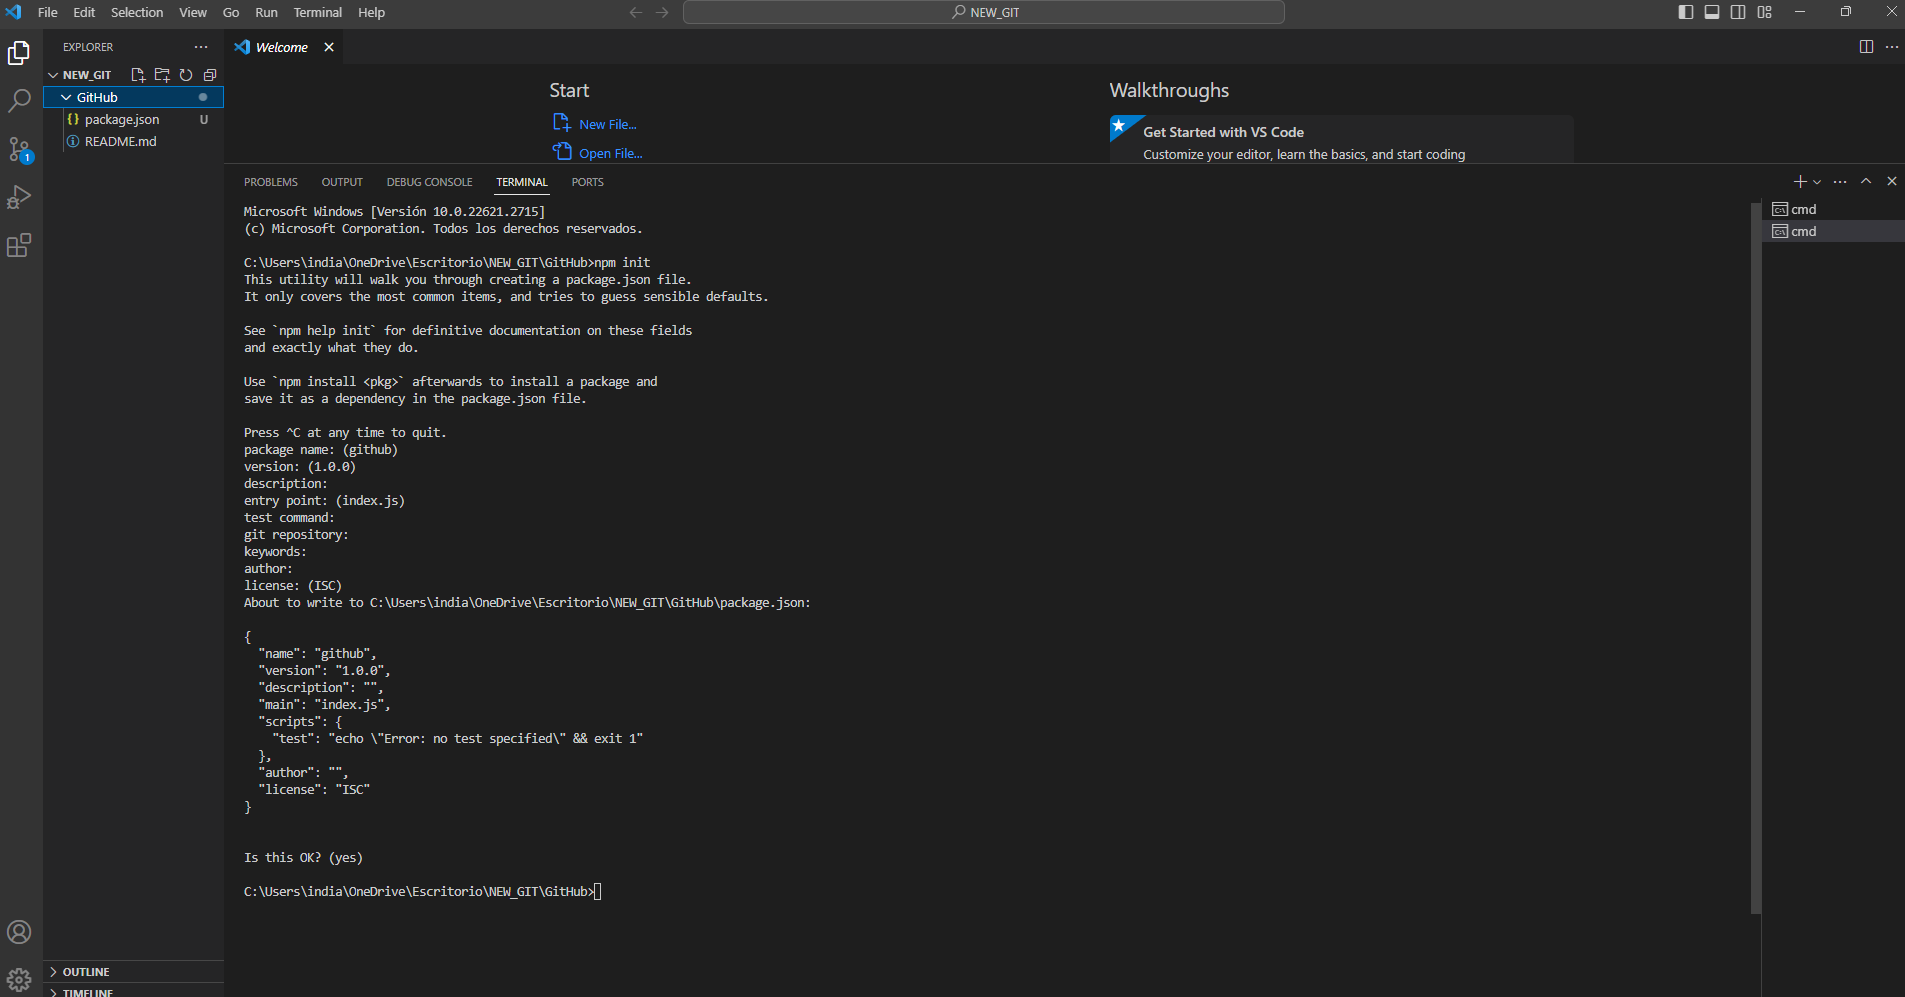 File Edit Selection View Go Run Terminal Help
NEW_GIT
EXPLORER
NEW_GIT
GitHub
package.json U
README.md
1
Welcome
Start
New File...
Open File...
Walkthroughs
Get Started with VS Code
Customize your editor, learn the basics, and start coding
PROBLEMS OUTPUT DEBUG CONSOLE TERMINAL PORTS
cmd
cmd
Microsoft Windows [Versión 10.0.22621.2715]
(c) Microsoft Corporation. Todos los derechos reservados.
C:\Users\india\OneDrive\Escritorio\NEW_GIT\GitHub>npm init
This utility will walk you through creating a package.json file.
It only covers the most common items, and tries to guess sensible defaults.
See `npm help init` for definitive documentation on these fields
and exactly what they do.
Use `npm install <pkg>` afterwards to install a package and
save it as a dependency in the package.json file.
Press ^C at any time to quit.
package name: (github)
version: (1.0.0)
description:
entry point: (index.js)
test command:
git repository:
keywords:
author:
license: (ISC)
About to write to C:\Users\india\OneDrive\Escritorio\NEW_GIT\GitHub\package.json:
{
"name": "github",
"version": "1.0.0",
"description": "",
"main": "index.js",
"scripts": {
"test": "echo \"Error: no test specified\" && exit 1"
},
"author": "",
"license": "ISC"
}
Is this OK? (yes)
C:\Users\india\OneDrive\Escritorio\NEW_GIT\GitHub>
OUTLINE
TIMELINE